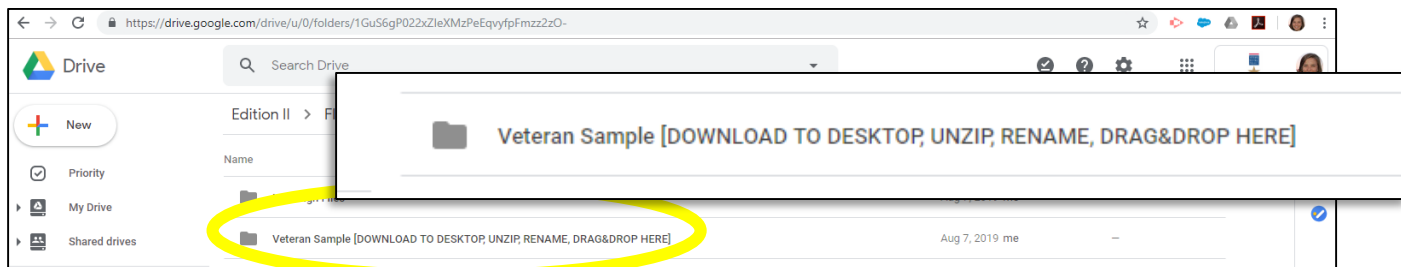 https://drive.google.com/drive/u/0/folders/1GuS6gP022xZIeXMzPeEqvyfpFmzz2zO-
Drive
Search Drive
Edition II >
Veteran Sample [DOWNLOAD TO DESKTOP, UNZIP, RENAME, DRAG&DROP HERE]
New
Name
Priority
My Drive
Veteran Sample [DOWNLOAD TO DESKTOP, UNZIP, RENAME, DRAG&DROP HERE] Aug 7, 2019 me –
Shared drives